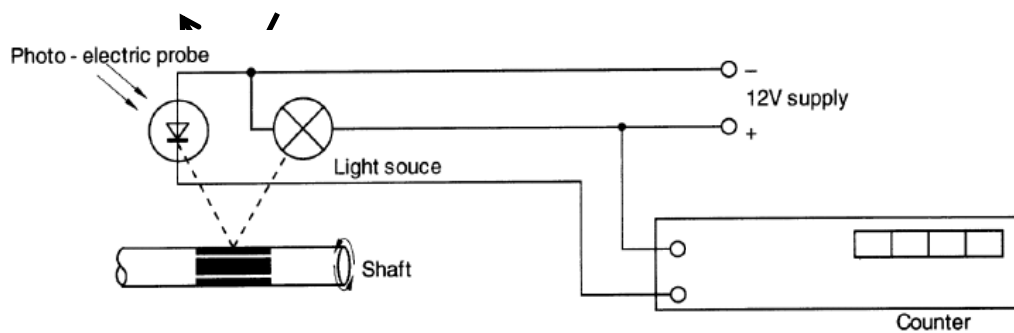 Photo - electric probe
–
12V supply
+
Light souce
Shaft
Counter